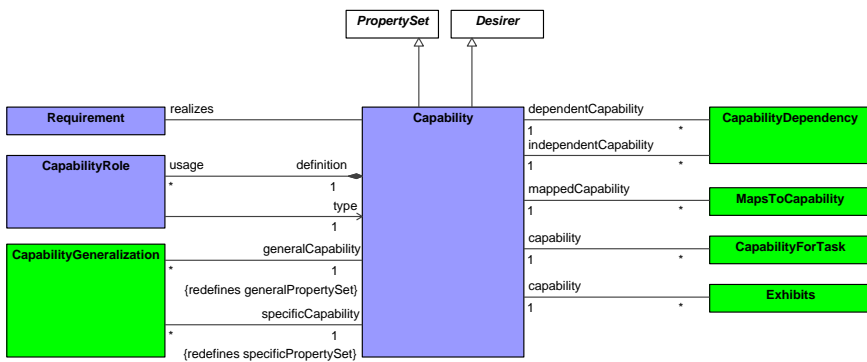 PropertySet
Desirer
Requirement
realizes
Capability
dependentCapability
1
*
CapabilityDependency
independentCapability
1
*
CapabilityRole
usage
definition
*
1
type
1
mappedCapability
1
*
MapsToCapability
CapabilityGeneralization
generalCapability
*
1
{redefines generalPropertySet}
capability
1
*
CapabilityForTask
specificCapability
*
1
{redefines specificPropertySet}
capability
1
*
Exhibits